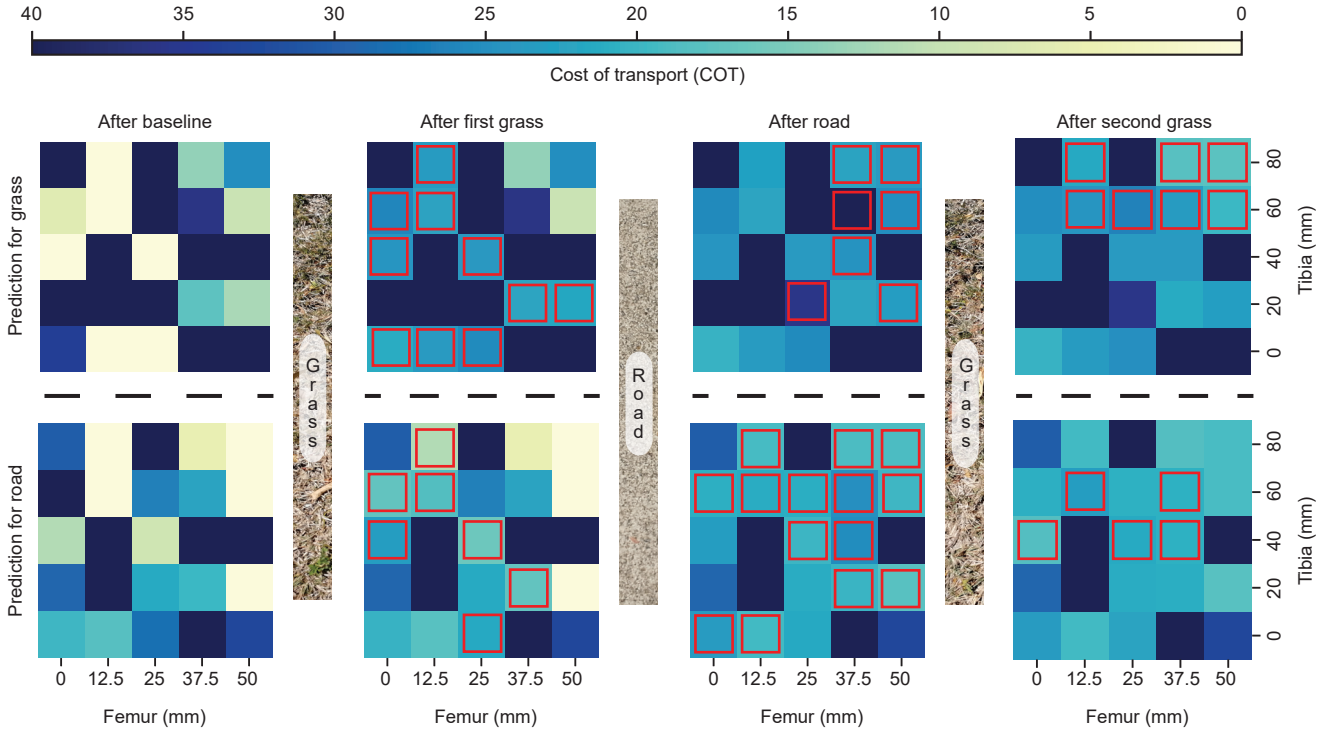 40 35 30 25 20 15 10 5 0
Cost of transport (COT)
After baseline After first grass After road After second grass
Prediction for grass
Grass
Road
Grass
80
60
40
20
0
Tibia (mm)
Prediction for road
80
60
40
20
0
Tibia (mm)
0 12.5 25 37.5 50 0 12.5 25 37.5 50 0 12.5 25 37.5 50 0 12.5 25 37.5 50
Femur (mm) Femur (mm) Femur (mm) Femur (mm)